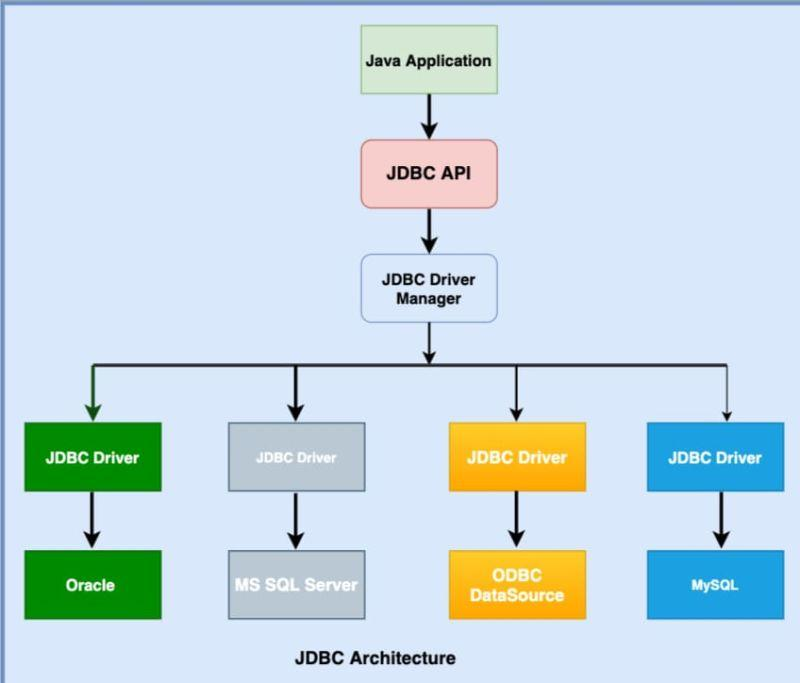 Java Application
JDBC API
JDBC Driver
Manager
JDBC Driver
JDBC Driver
JDBC Driver
JDBC Driver
Oracle
MS SQL Server
ODBC
DataSource
MySQL
JDBC Architecture